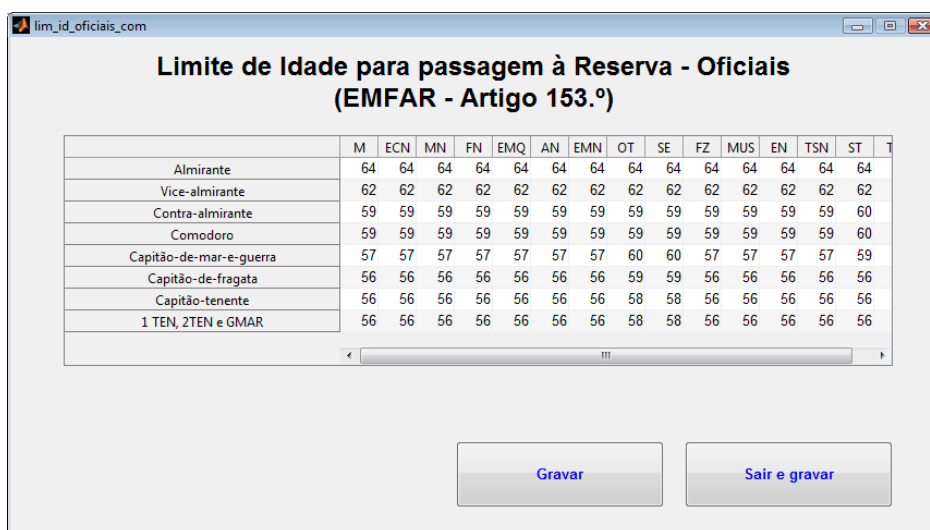 lim_id_oficiais_com
Limite de Idade para passagem à Reserva - Oficiais
(EMFAR - Artigo 153.º)
M ECN MN FN EMQ AN EMN OT SE FZ MUS EN TSN ST T
Almirante 64 64 64 64 64 64 64 64 64 64 64 64 64 64
Vice-almirante 62 62 62 62 62 62 62 62 62 62 62 62 62 62
Contra-almirante 59 59 59 59 59 59 59 59 59 59 59 59 59 60
Comodoro 59 59 59 59 59 59 59 59 59 59 59 59 59 60
Capitão-de-mar-e-guerra 57 57 57 57 57 57 57 60 60 57 57 57 57 59
Capitão-de-fragata 56 56 56 56 56 56 56 59 59 56 56 56 56 56
Capitão-tenente 56 56 56 56 56 56 56 58 58 56 56 56 56 56
1 TEN, 2TEN e GMAR 56 56 56 56 56 56 56 58 58 56 56 56 56 56
Gravar Sair e gravar